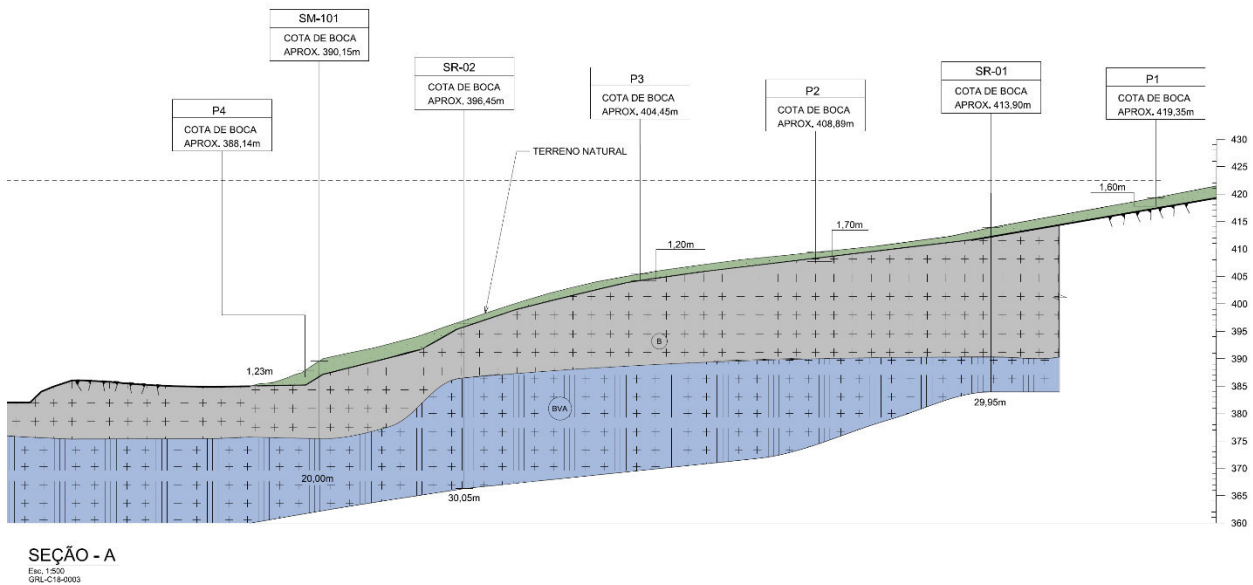 SM-101
COTA DE BOCA
APROX. 390,15m
SR-02
COTA DE BOCA
APROX. 396,45m
P3
COTA DE BOCA
APROX. 404,45m
P2
COTA DE BOCA
APROX. 408,89m
SR-01
COTA DE BOCA
APROX. 413,90m
P1
COTA DE BOCA
APROX. 419,35m
P4
COTA DE BOCA
APROX. 388,14m
TERRENO NATURAL
1,60m
1,70m
1,20m
1,23m
B
BVA
29,95m
20,00m
30,05m
430
425
420
415
410
405
400
395
390
385
380
375
370
365
360
SEÇÃO - A
Esc. 1:500
GRL-C18-0003